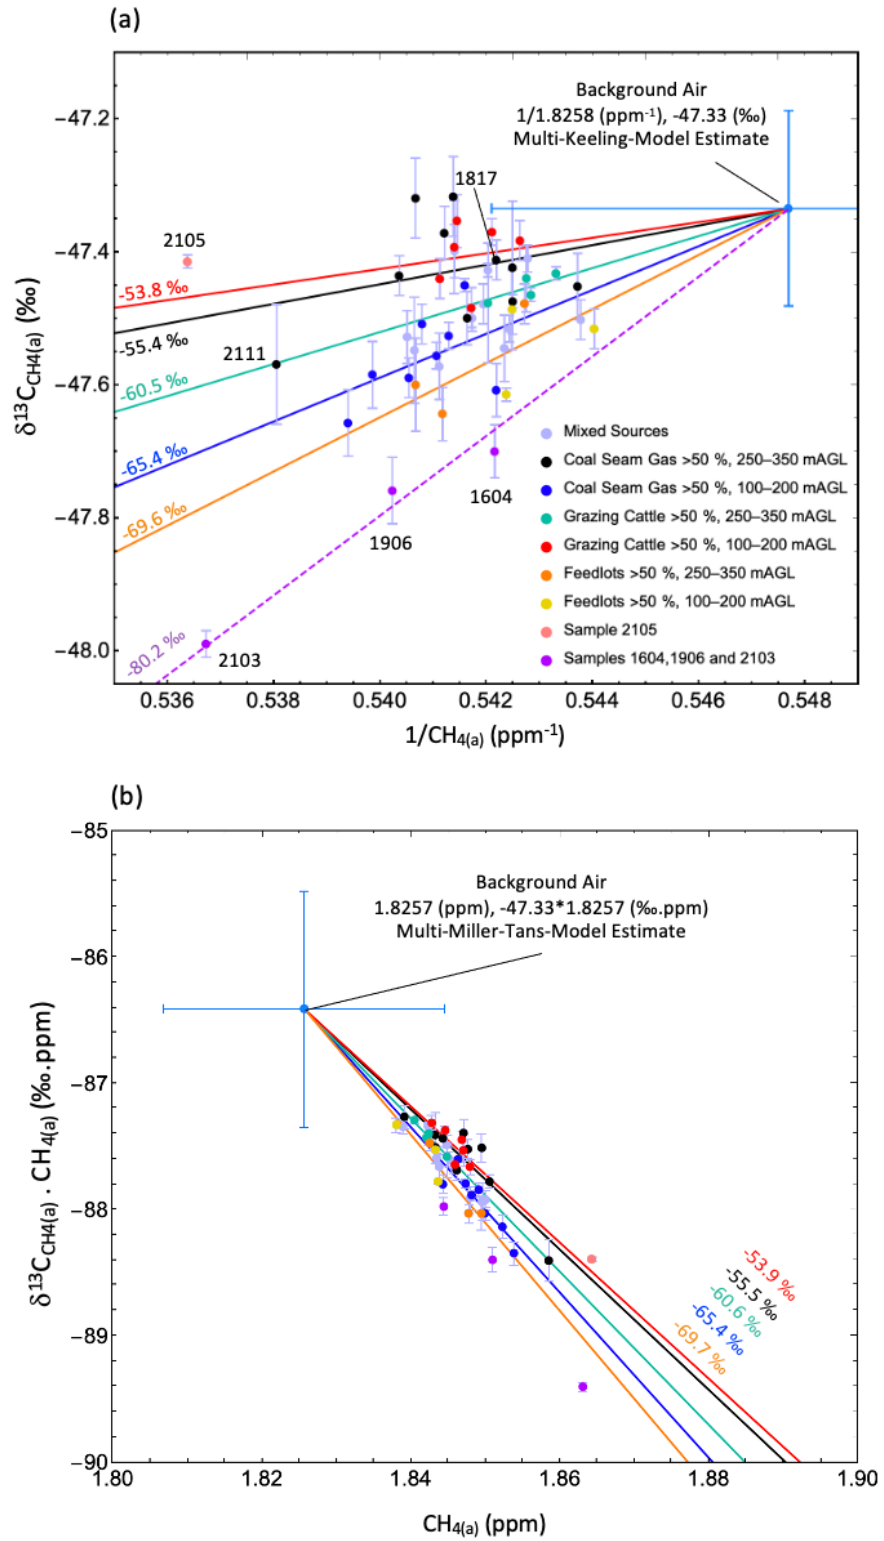 (a)
Background Air
1/1.8258 (ppm⁻¹), -47.33 (‰)
Multi-Keeling-Model Estimate
−47.2
1817
2105
−47.4
-53.8 ‰
-55.4 ‰
2111
-60.5 ‰
−47.6
-65.4 ‰
-69.6 ‰
−47.8
1604
1906
−48.0
-80.2 ‰
2103
δ¹³C_CH4(a) (‰)
Mixed Sources
Coal Seam Gas >50 %, 250–350 mAGL
Coal Seam Gas >50 %, 100–200 mAGL
Grazing Cattle >50 %, 250–350 mAGL
Grazing Cattle >50 %, 100–200 mAGL
Feedlots >50 %, 250–350 mAGL
Feedlots >50 %, 100–200 mAGL
Sample 2105
Samples 1604,1906 and 2103
0.536 0.538 0.540 0.542 0.544 0.546 0.548
1/CH₄₍ₐ₎ (ppm⁻¹)
(b)
−85
Background Air
1.8257 (ppm), -47.33*1.8257 (‰.ppm)
Multi-Miller-Tans-Model Estimate
−86
−87
−88
−89
−90
δ¹³C_CH4(a) . CH₄₍ₐ₎ (‰.ppm)
-53.9 ‰
-55.5 ‰
-60.6 ‰
-65.4 ‰
-69.7 ‰
1.80 1.82 1.84 1.86 1.88 1.90
CH₄₍ₐ₎ (ppm)